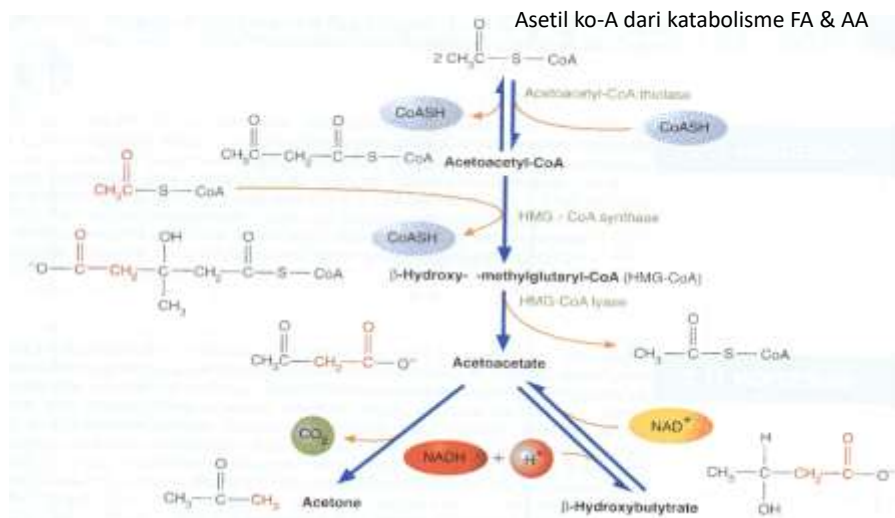 Asetil ko-A dari katabolisme FA & AA
O
2 CH₃C — S — CoA
Acetoacetyl-CoA thiolase
CoASH
CoASH
O O
CH₃C — CH₂ — C — S — CoA
Acetoacetyl-CoA
O
CH₃C — S — CoA
HMG - CoA synthase
CoASH
O OH O
⁻O — C — CH₂ — C — CH₂ — C — S — CoA
CH₃
β-Hydroxy- -methylglutaryl-CoA (HMG-CoA)
HMG-CoA lyase
O O
CH₃C — CH₂ — C — O⁻
Acetoacetate
O
CH₃ — C — S — CoA
CO₂
NADH + H⁺
NAD⁺
O
CH₃ — C — CH₃
Acetone
H O
CH₃ — C — CH₂ — C — O⁻
OH
β-Hydroxybutytrate